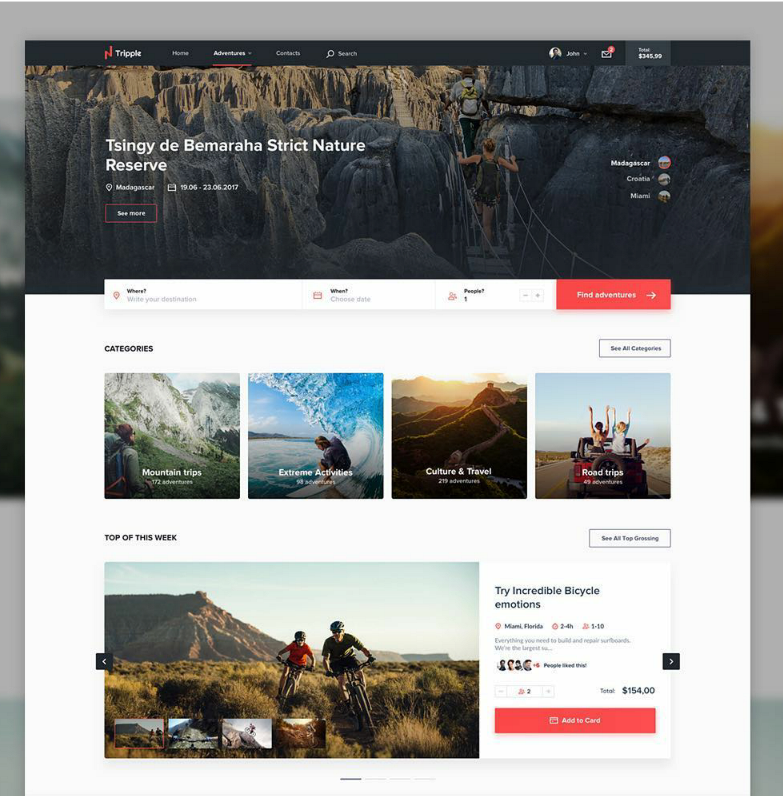 Tripple
Home
Adventures
Contacts
Search
John
2
Total
$345,99
Tsingy de Bemaraha Strict Nature
Reserve
Madagascar
19.06 - 23.06.2017
See more
Madagascar
Croatia
Miami
Where?
Write your destination
When?
Choose date
People?
1
Find adventures
CATEGORIES
See All Categories
Mountain trips
172 adventures
Extreme Activities
98 adventures
Culture & Travel
219 adventures
Road trips
49 adventures
TOP OF THIS WEEK
See All Top Grossing
Try Incredible Bicycle
emotions
Miami, Florida
2-4h
1-10
Everything you need to build and repair surfboards.
We're the largest su...
+6 People liked this!
2
Total: $154,00
Add to Card